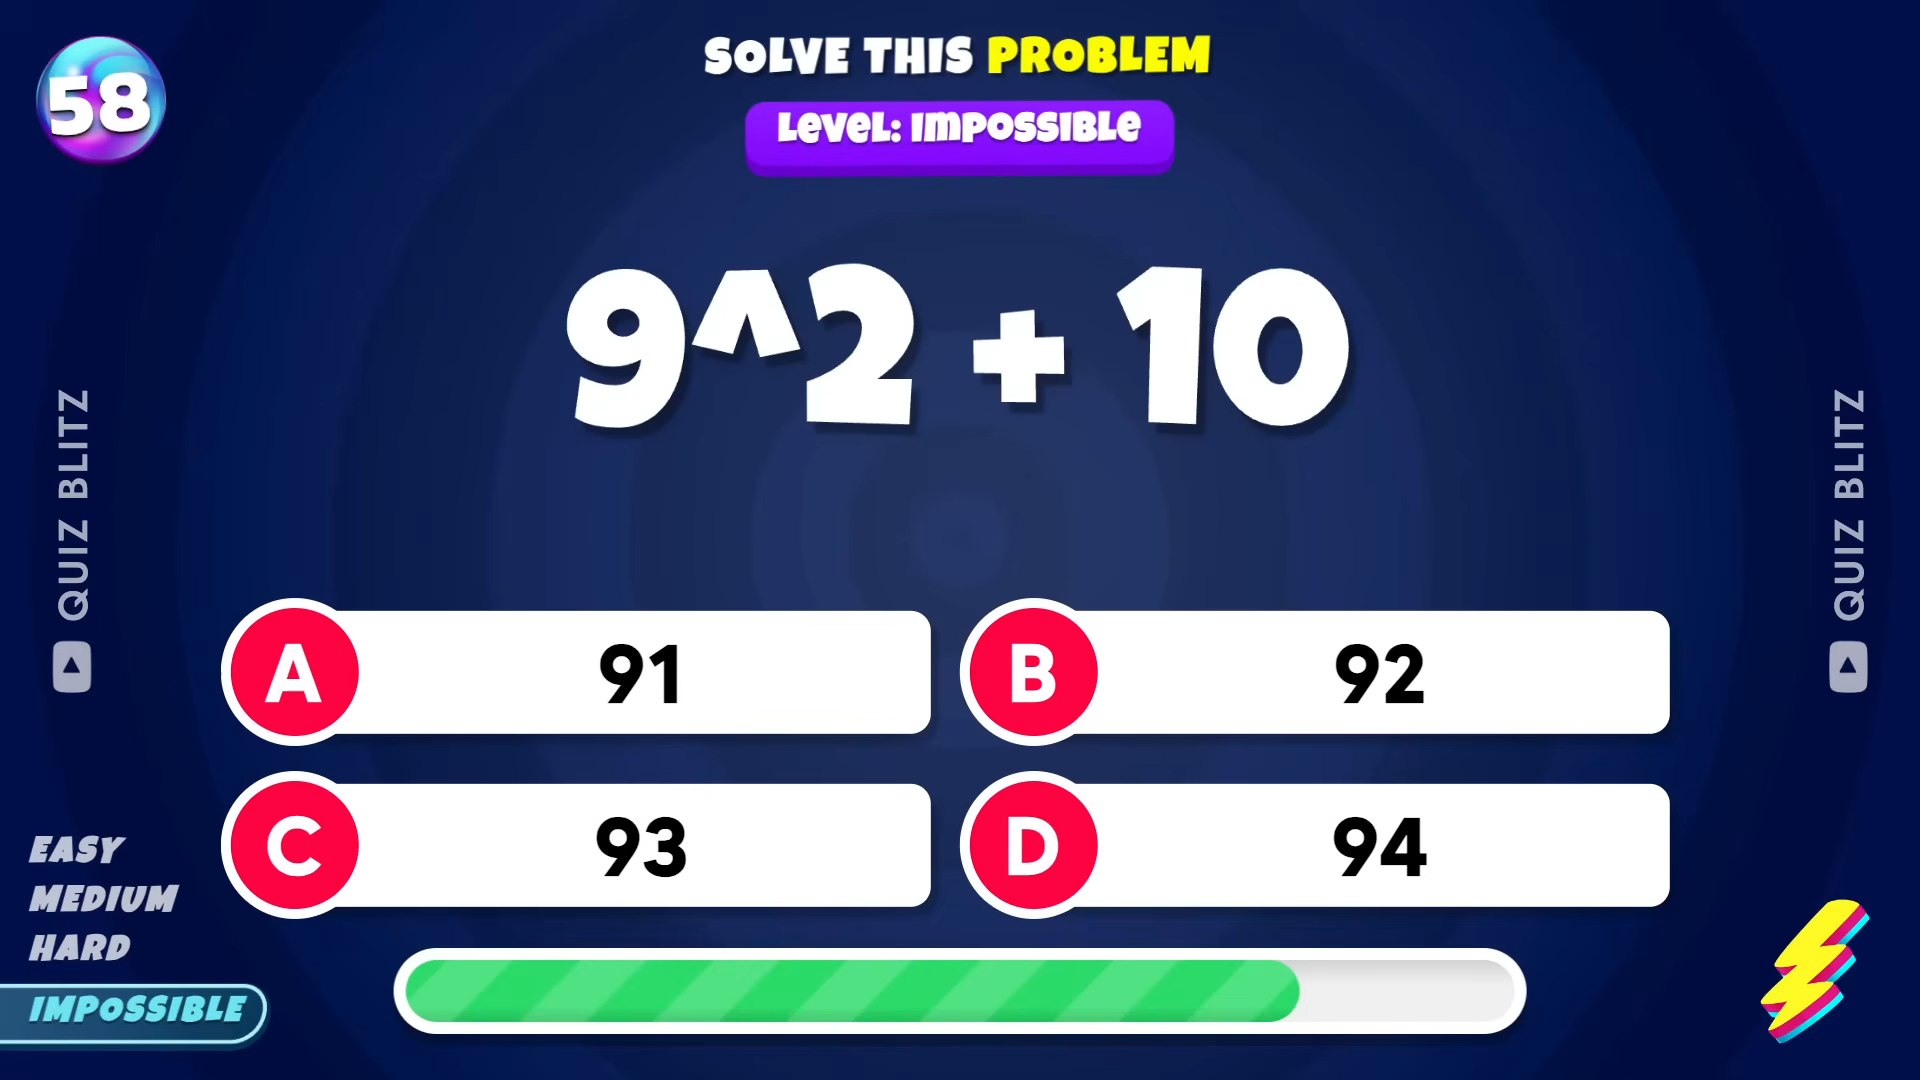 58
SOLVE THIS PROBLEM
LEVEL: IMPOSSIBLE
9^2 + 10
QUIZ BLITZ
QUIZ BLITZ
A 91
B 92
C 93
D 94
EASY
MEDIUM
HARD
IMPOSSIBLE